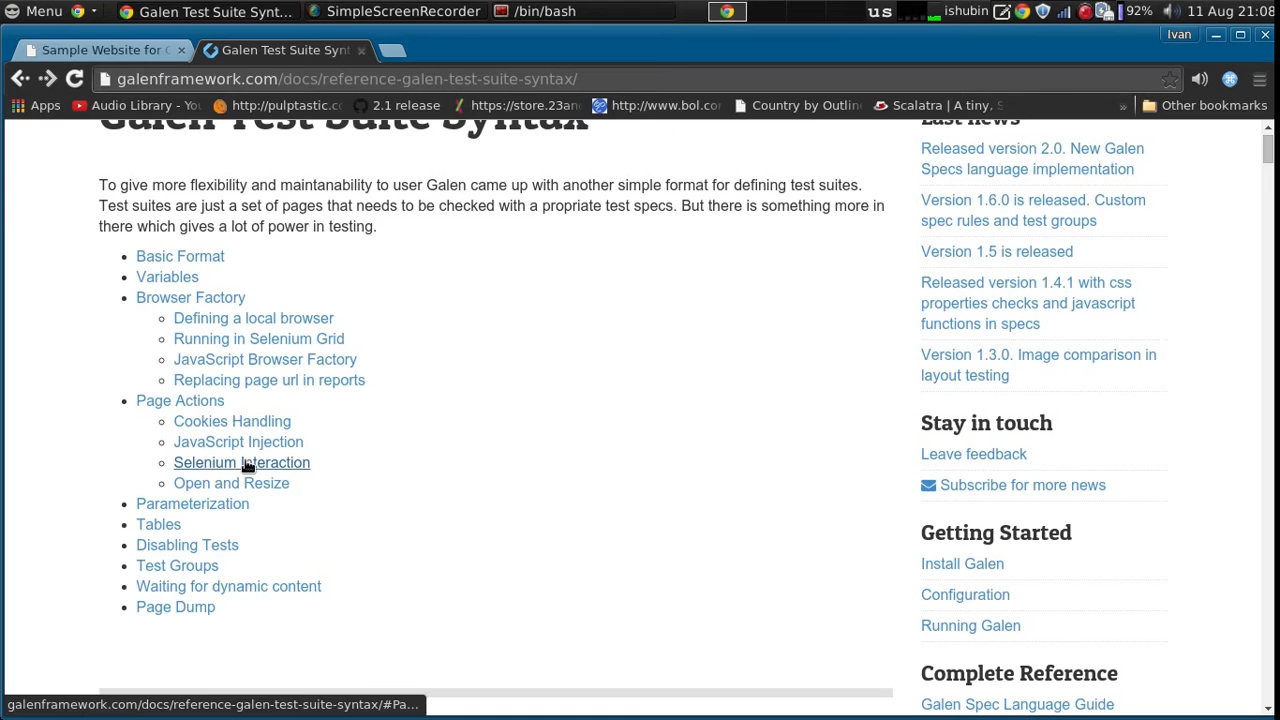 Menu
Galen Test Suite Synt...
SimpleScreenRecorder
/bin/bash
us
ishubin
92%
11 Aug 21:08
Ivan
Sample Website for G
Galen Test Suite Synt
galenframework.com/docs/reference-galen-test-suite-syntax/
Apps
Audio Library - You
http://pulptastic.co
2.1 release
https://store.23an
http://www.bol.co
Country by Outline
Scalatra | A tiny, S
»
Other bookmarks
Galen Test Suite Syntax
To give more flexibility and maintanability to user Galen came up with another simple format for defining test suites.
Test suites are just a set of pages that needs to be checked with a propriate test specs. But there is something more in
there which gives a lot of power in testing.
Basic Format
Variables
Browser Factory
Defining a local browser
Running in Selenium Grid
JavaScript Browser Factory
Replacing page url in reports
Page Actions
Cookies Handling
JavaScript Injection
Selenium Interaction
Open and Resize
Parameterization
Tables
Disabling Tests
Test Groups
Waiting for dynamic content
Page Dump
Last news
Released version 2.0. New Galen
Specs language implementation
Version 1.6.0 is released. Custom
spec rules and test groups
Version 1.5 is released
Released version 1.4.1 with css
properties checks and javascript
functions in specs
Version 1.3.0. Image comparison in
layout testing
Stay in touch
Leave feedback
Subscribe for more news
Getting Started
Install Galen
Configuration
Running Galen
Complete Reference
Galen Spec Language Guide
galenframework.com/docs/reference-galen-test-suite-syntax/#Pa...